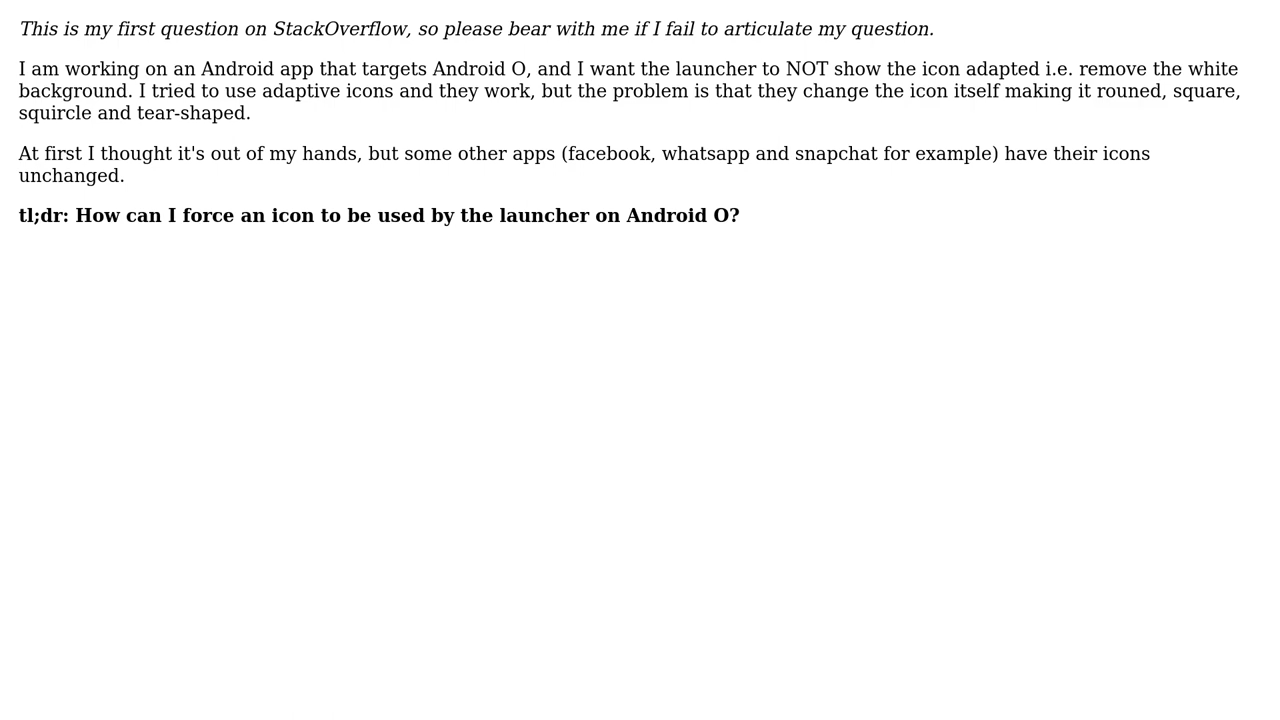 This is my first question on StackOverflow, so please bear with me if I fail to articulate my question.
I am working on an Android app that targets Android O, and I want the launcher to NOT show the icon adapted i.e. remove the white
background. I tried to use adaptive icons and they work, but the problem is that they change the icon itself making it rouned, square,
squircle and tear-shaped.
At first I thought it's out of my hands, but some other apps (facebook, whatsapp and snapchat for example) have their icons
unchanged.
tl;dr: How can I force an icon to be used by the launcher on Android O?